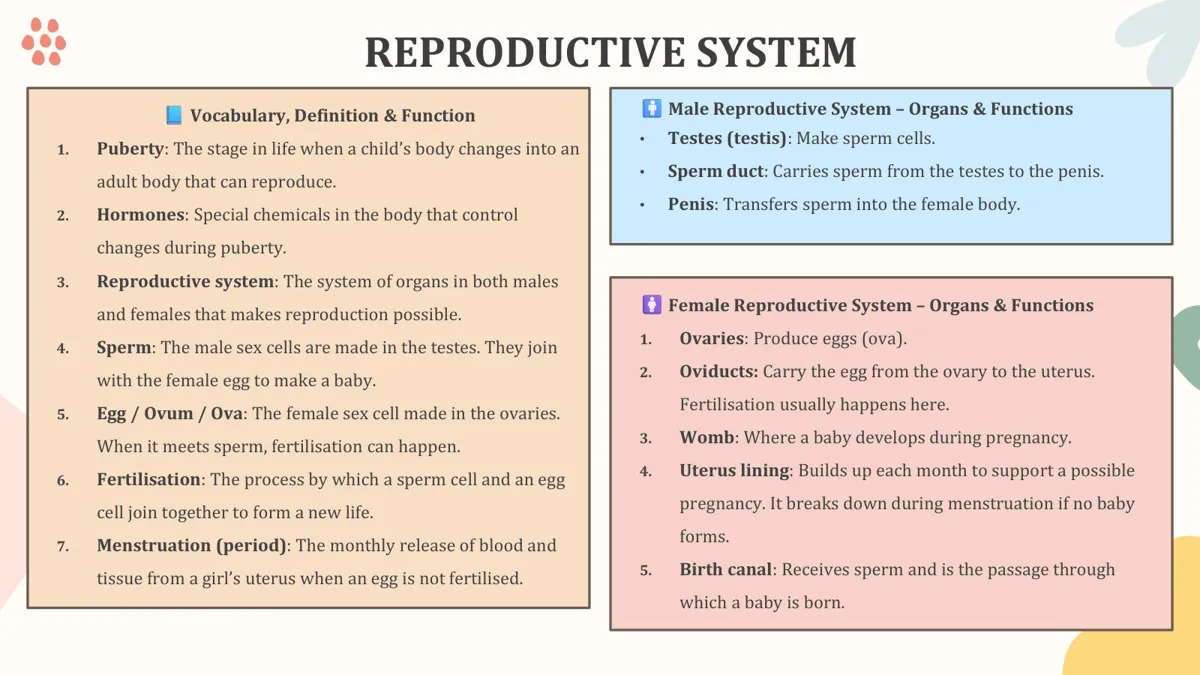 REPRODUCTIVE SYSTEM
📘 Vocabulary, Definition & Function
1. Puberty: The stage in life when a child’s body changes into an
adult body that can reproduce.
2. Hormones: Special chemicals in the body that control
changes during puberty.
3. Reproductive system: The system of organs in both males
and females that makes reproduction possible.
4. Sperm: The male sex cells are made in the testes. They join
with the female egg to make a baby.
5. Egg / Ovum / Ova: The female sex cell made in the ovaries.
When it meets sperm, fertilisation can happen.
6. Fertilisation: The process by which a sperm cell and an egg
cell join together to form a new life.
7. Menstruation (period): The monthly release of blood and
tissue from a girl’s uterus when an egg is not fertilised.
🚹 Male Reproductive System – Organs & Functions
• Testes (testis): Make sperm cells.
• Sperm duct: Carries sperm from the testes to the penis.
• Penis: Transfers sperm into the female body.
🚺 Female Reproductive System – Organs & Functions
1. Ovaries: Produce eggs (ova).
2. Oviducts: Carry the egg from the ovary to the uterus.
Fertilisation usually happens here.
3. Womb: Where a baby develops during pregnancy.
4. Uterus lining: Builds up each month to support a possible
pregnancy. It breaks down during menstruation if no baby
forms.
5. Birth canal: Receives sperm and is the passage through
which a baby is born.